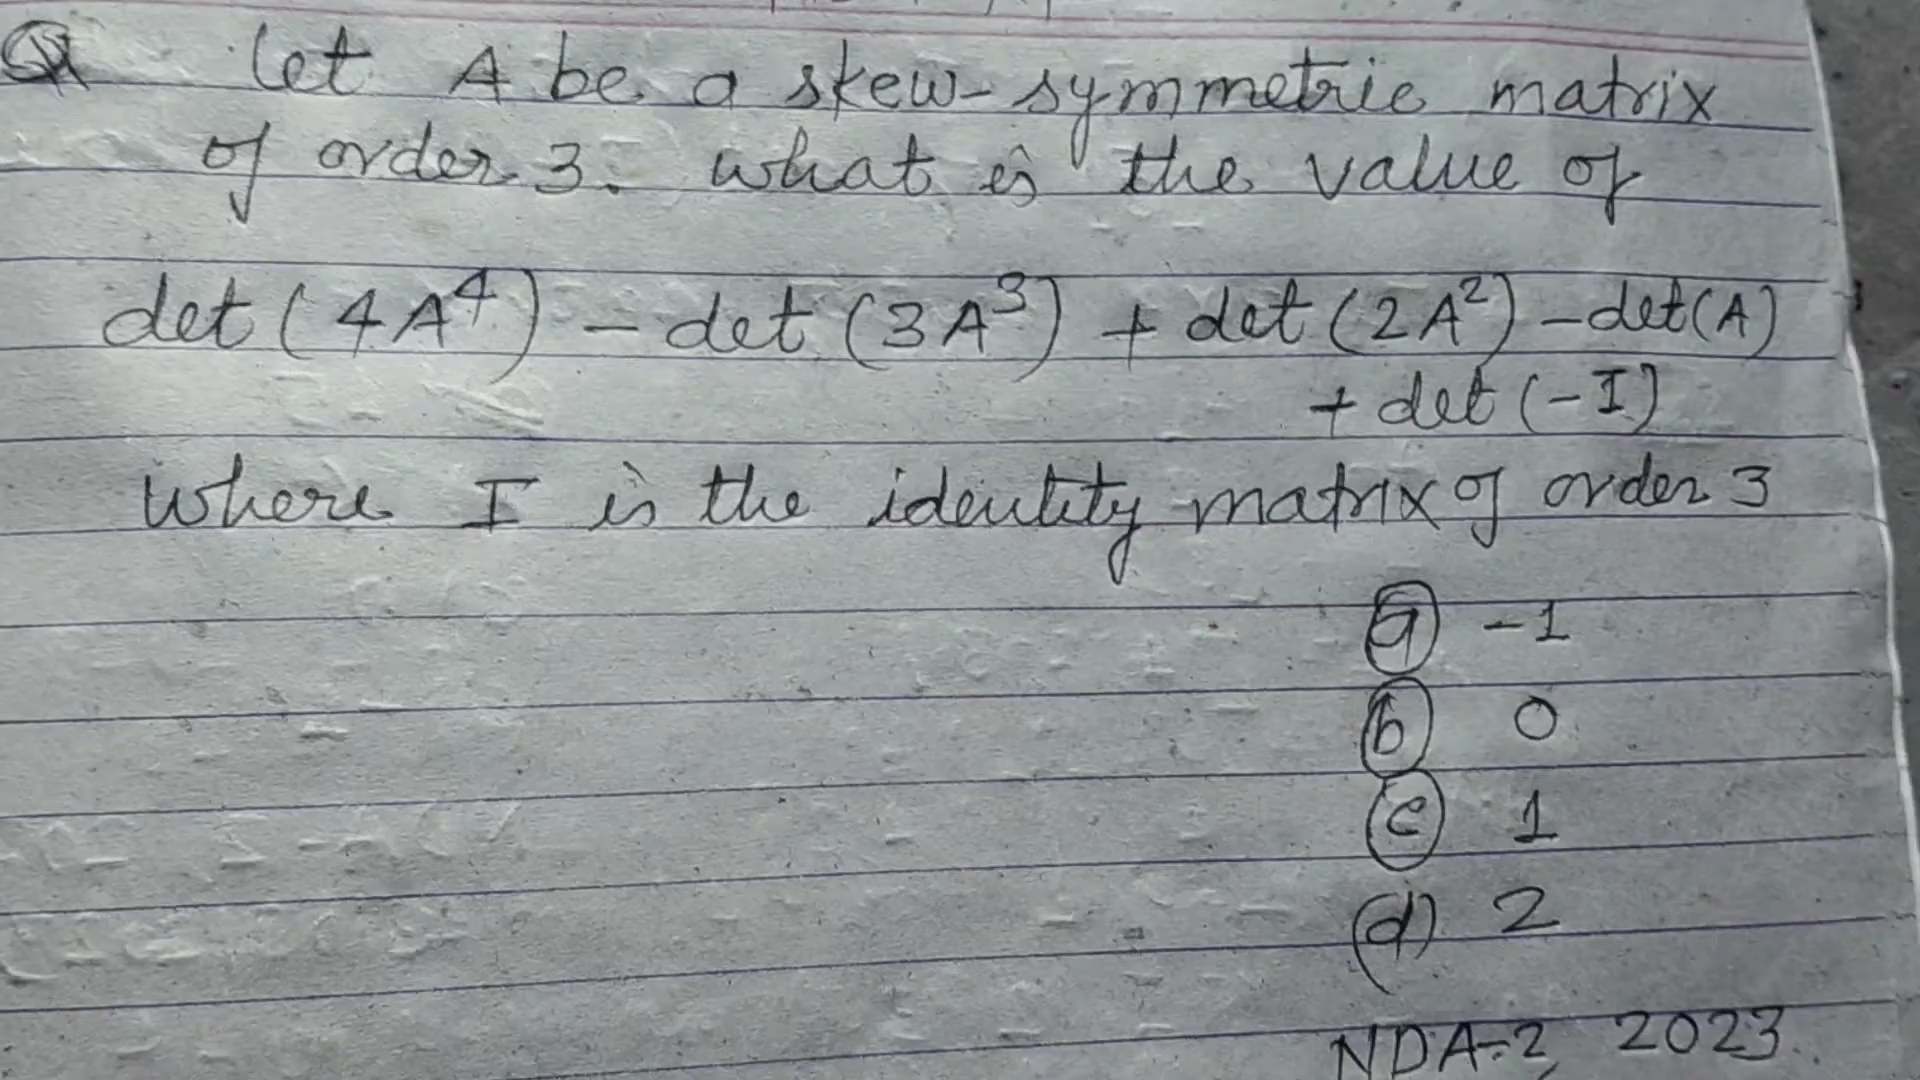 Q Let A be a skew-symmetric matrix
of order 3. what is the value of
det (4A⁴) - det (3A³) + det (2A²) - det(A)
+ det (-I)
where I is the identity matrix of order 3
(a) -1
(b) 0
(c) 1
(d) 2
NDA-2, 2023